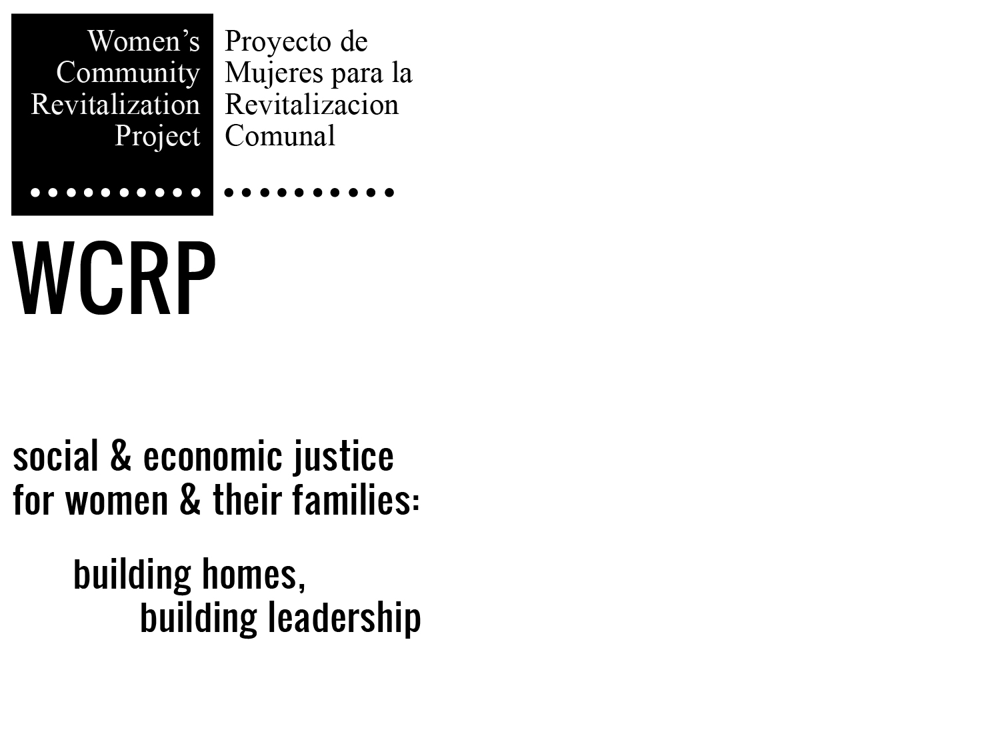 Women’s
Community
Revitalization
Project
Proyecto de
Mujeres para la
Revitalizacion
Comunal
WCRP
social & economic justice
for women & their families:
building homes,
building leadership